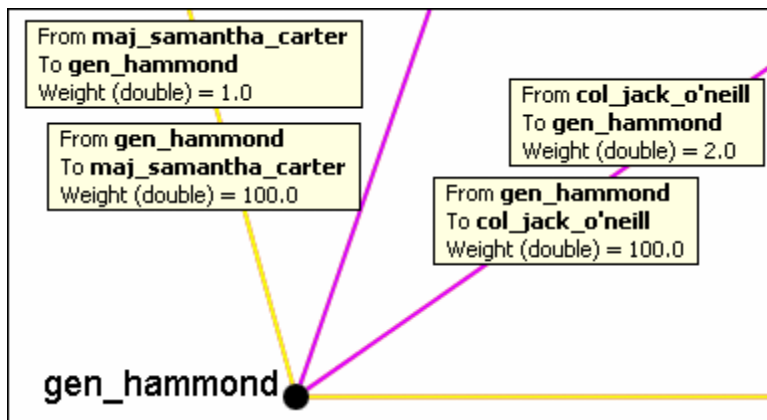 From maj_samantha_carter
To gen_hammond
Weight (double) = 1.0
From gen_hammond
To maj_samantha_carter
Weight (double) = 100.0
From col_jack_o'neill
To gen_hammond
Weight (double) = 2.0
From gen_hammond
To col_jack_o'neill
Weight (double) = 100.0
gen_hammond